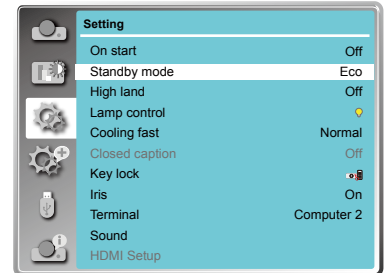 Setting
On start Off
Standby mode Eco
High land Off
Lamp control
Cooling fast Normal
Closed caption Off
Key lock
Iris On
Terminal Computer 2
Sound
HDMI Setup